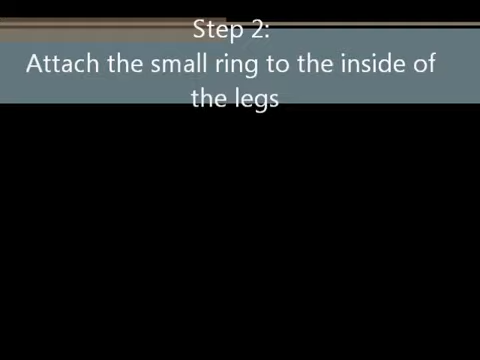 Step 2:
Attach the small ring to the inside of
the legs